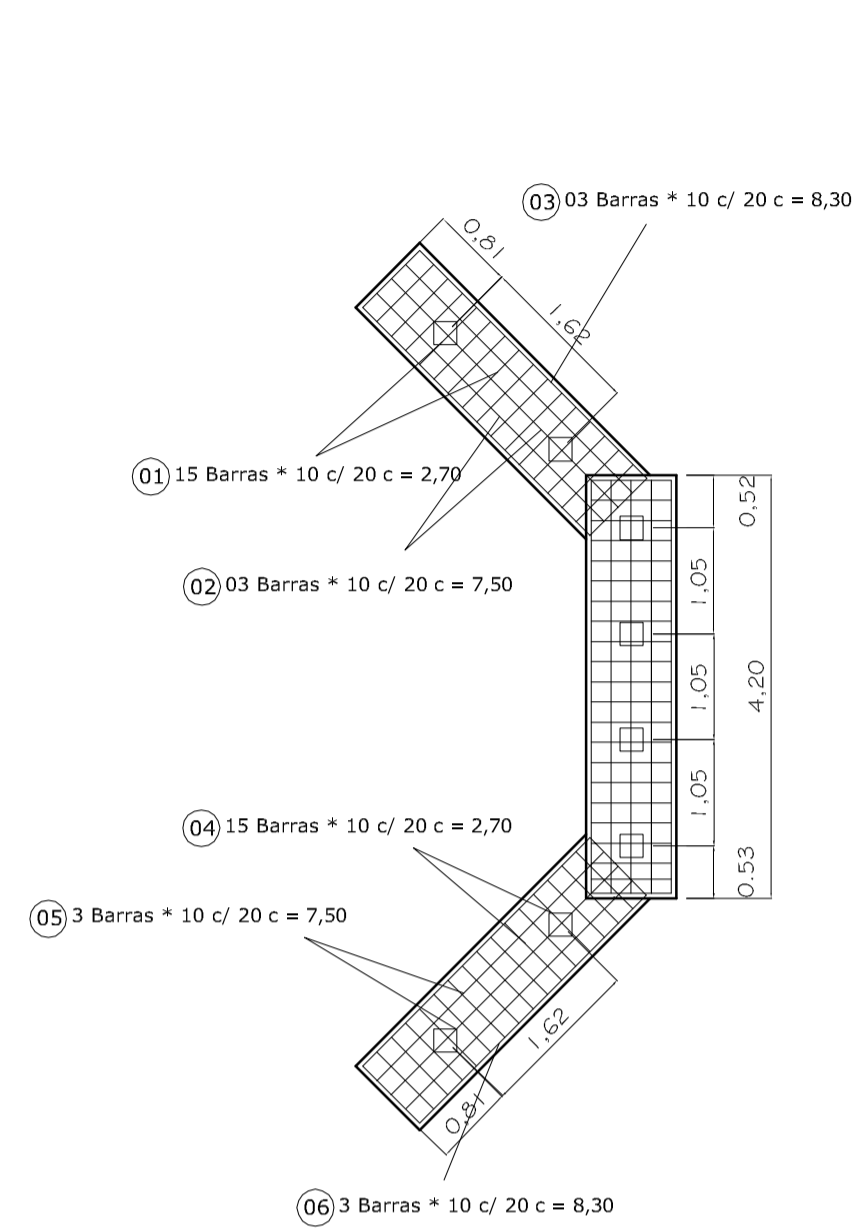 03 03 Barras * 10 c/ 20 c = 8,30
0,81
1,62
01 15 Barras * 10 c/ 20 c = 2,70
0,52
02 03 Barras * 10 c/ 20 c = 7,50
1,05
1,05
4,20
1,05
04 15 Barras * 10 c/ 20 c = 2,70
0.53
05 3 Barras * 10 c/ 20 c = 7,50
1,62
0,81
06 3 Barras * 10 c/ 20 c = 8,30